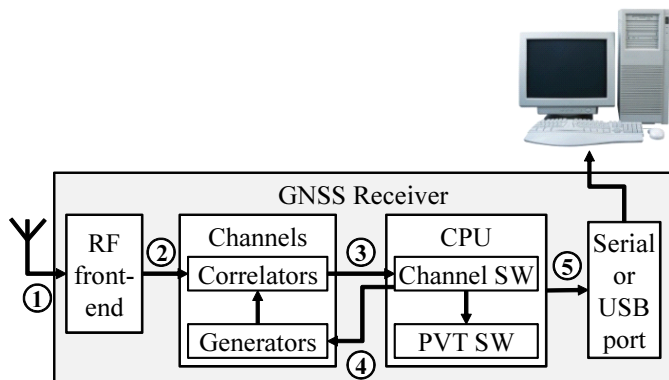 GNSS Receiver
RF
front-
end
Channels
Correlators
Generators
CPU
Channel SW
PVT SW
Serial
or
USB
port
1
2
3
4
5